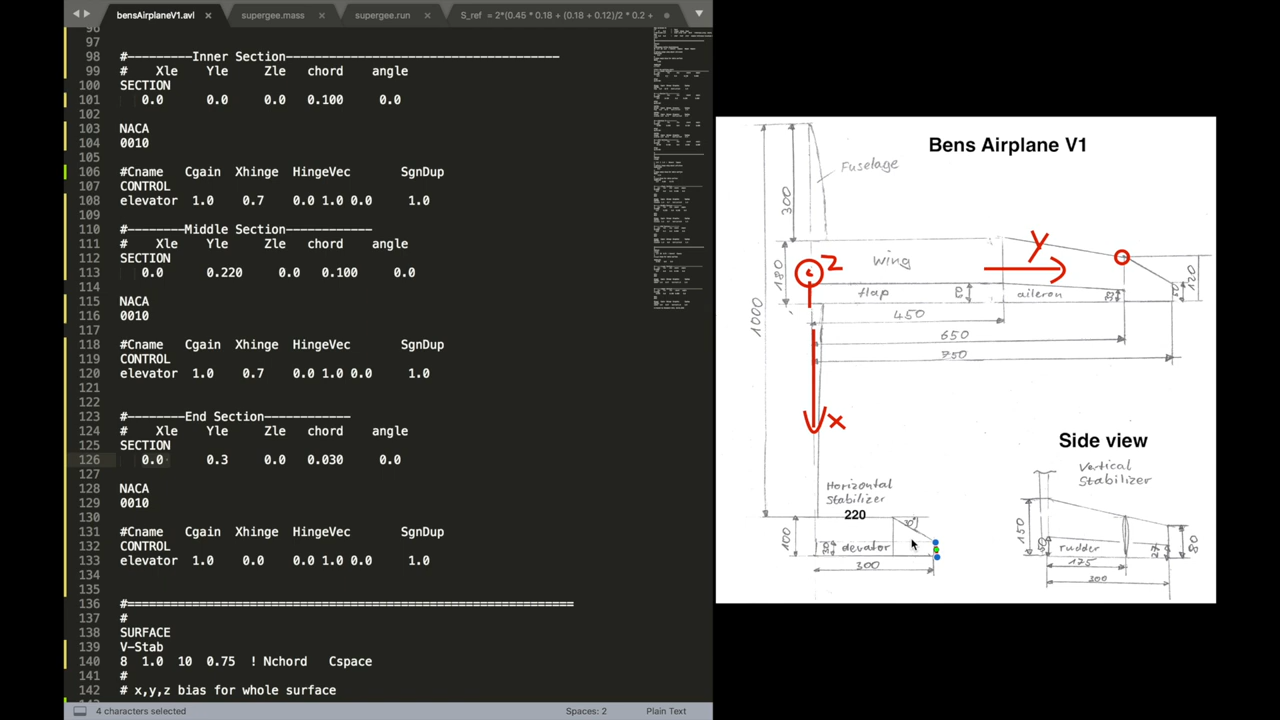 bensAirplaneV1.avl
supergee.mass
supergee.run
S_ref = 2*(0.45 * 0.18 + (0.18 + 0.12)/2 * 0.2 +
96
97
98 #---------Inner Section--------------------------------------
99 # Xle Yle Zle chord angle
100 SECTION
101 0.0 0.0 0.0 0.100 0.0
102
103 NACA
104 0010
105
106 #Cname Cgain Xhinge HingeVec SgnDup
107 CONTROL
108 elevator 1.0 0.7 0.0 1.0 0.0 1.0
109
110 #--------Middle Section-------------
111 # Xle Yle Zle chord angle
112 SECTION
113 0.0 0.220 0.0 0.100 0.0
114
115 NACA
116 0010
117
118 #Cname Cgain Xhinge HingeVec SgnDup
119 CONTROL
120 elevator 1.0 0.7 0.0 1.0 0.0 1.0
121
122
123 #--------End Section------------
124 # Xle Yle Zle chord angle
125 SECTION
126 0.0 0.3 0.0 0.030 0.0
127
128 NACA
129 0010
130
131 #Cname Cgain Xhinge HingeVec SgnDup
132 CONTROL
133 elevator 1.0 0.7 0.0 1.0 0.0 1.0
134
135
136 #==============================================================
137 #
138 SURFACE
139 V-Stab
140 8 1.0 10 0.75 ! Nchord Cspace
141 #
142 # x,y,z bias for whole surface
4 characters selected
Spaces: 2
Plain Text
Bens Airplane V1
Fuselage
300
y
z
wing
180
120
flap
aileron
450
1000
650
750
x
Side view
Horizontal
Stabilizer
220
30°
100
30
elevator
300
Vertical
Stabilizer
150
50
rudder
27
80
175
300